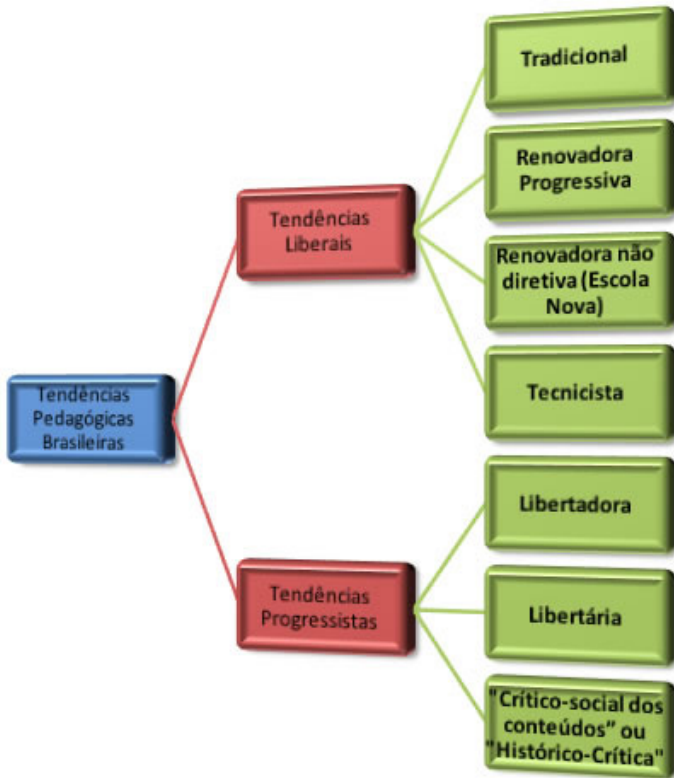 Tendências
Pedagógicas
Brasileiras
Tendências
Liberais
Tradicional
Renovadora
Progressiva
Renovadora não
diretiva (Escola
Nova)
Tecnicista
Tendências
Progressistas
Libertadora
Libertária
"Crítico-social dos
conteúdos” ou
"Histórico-Crítica"